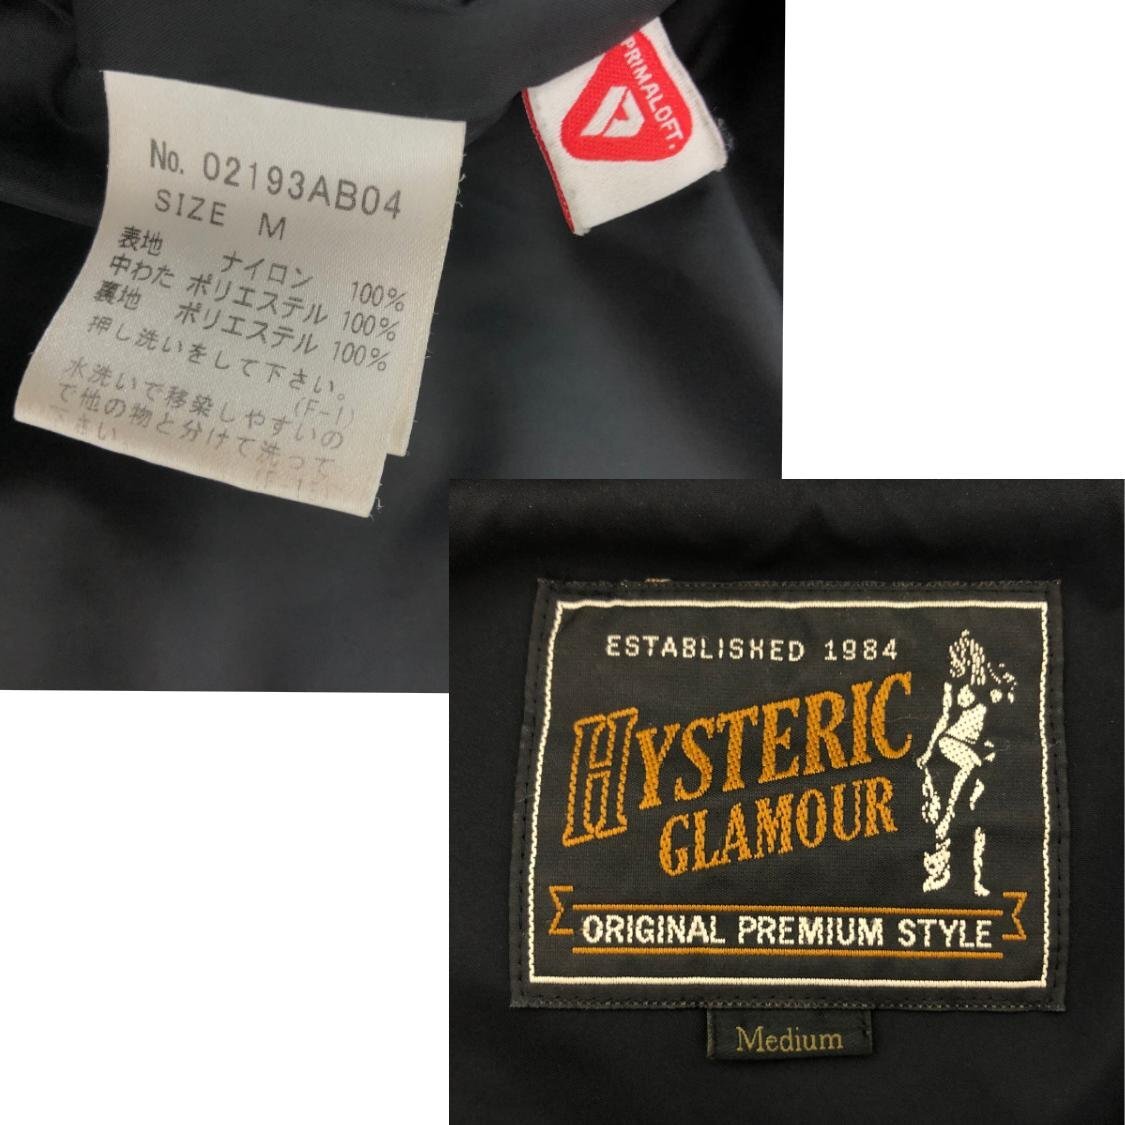 No. 02193AB04
SIZE M
表地 ナイロン 100%
中わた ポリエステル 100%
裏地 ポリエステル 100%
押し洗いをして下さい。
(F-1)
水洗いで移染しやすいの
で他の物と分けて洗って
さい
PRIMALOFT.
ESTABLISHED 1984
HYSTERIC
GLAMOUR
ORIGINAL PREMIUM STYLE
Medium